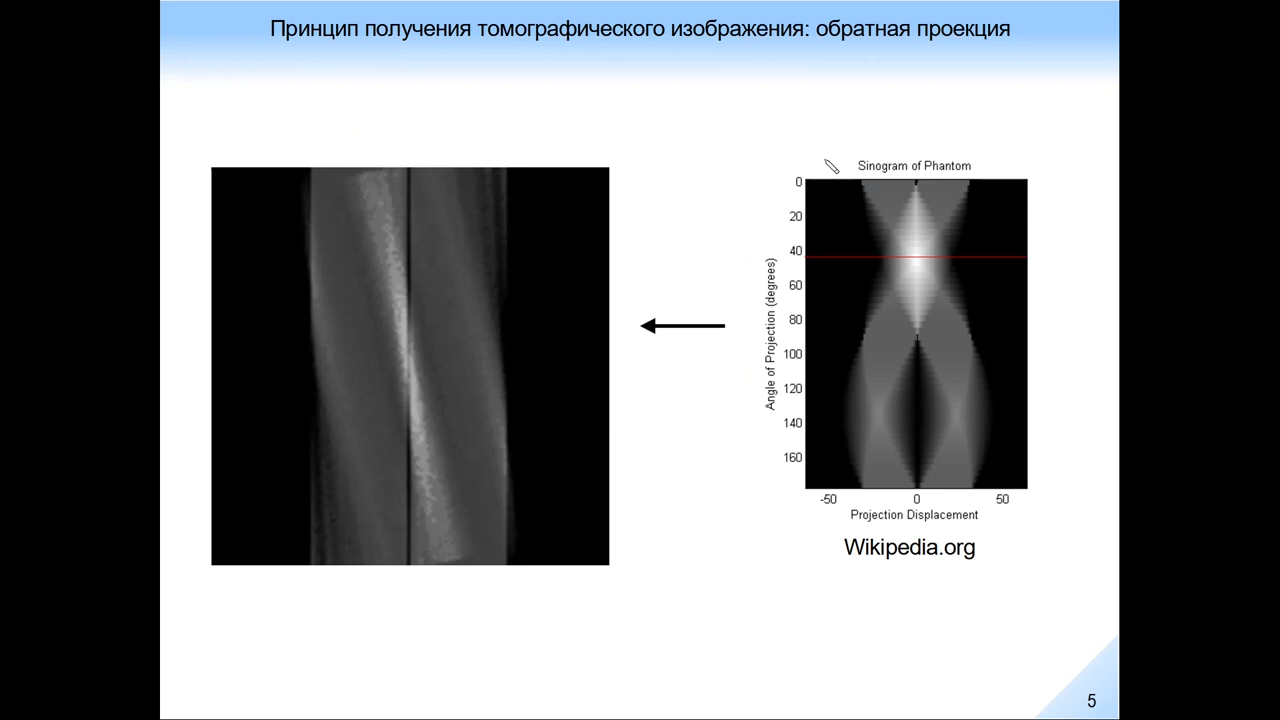 Принцип получения томографического изображения: обратная проекция
Sinogram of Phantom
0
20
40
60
80
100
120
140
160
Angle of Projection (degrees)
-50 0 50
Projection Displacement
Wikipedia.org
5